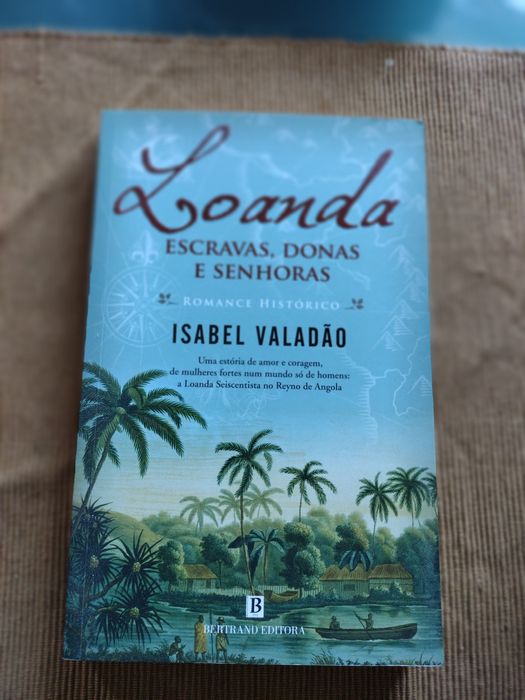 Loanda
ESCRAVAS, DONAS
E SENHORAS
ROMANCE HISTÓRICO
ISABEL VALADÃO
Uma estória de amor e coragem,
de mulheres fortes num mundo só de homens:
a Loanda Seiscentista no Reyno de Angola
B
BERTRAND EDITORA